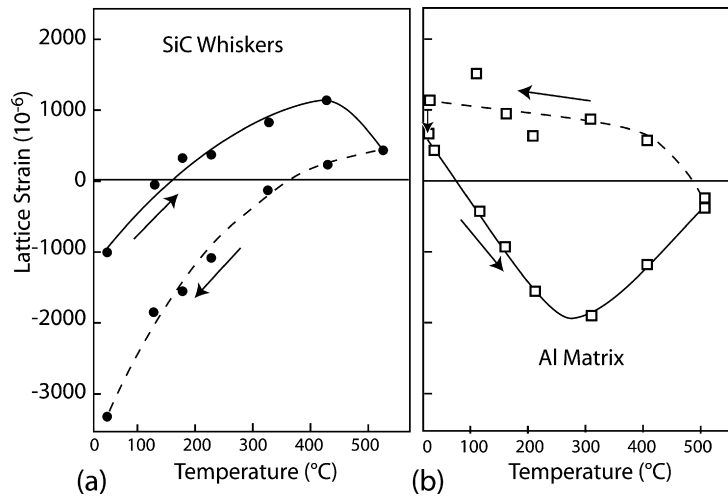 (a)
SiC Whiskers
Lattice Strain (10⁻⁶)
2000
1000
0
-1000
-2000
-3000
0 100 200 300 400 500
Temperature (°C)
(b)
Al Matrix
0 100 200 300 400 500
Temperature (°C)